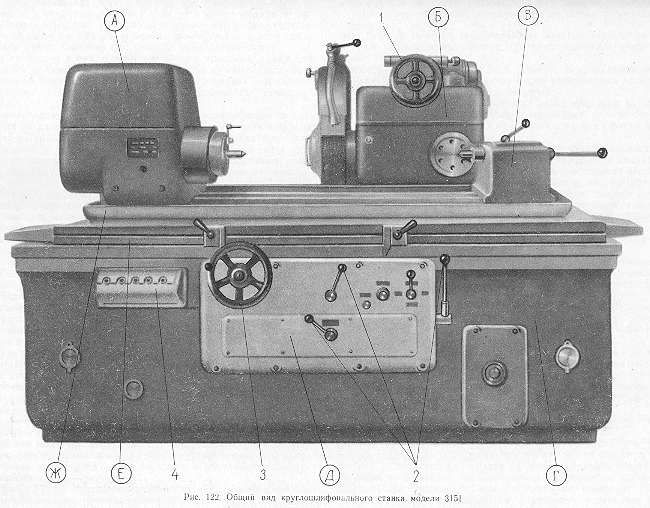 А 1 Б В
Ж Е 4 3 Д 2 Г
Рис. 122. Общий вид круглошлифовального станка модели 3151